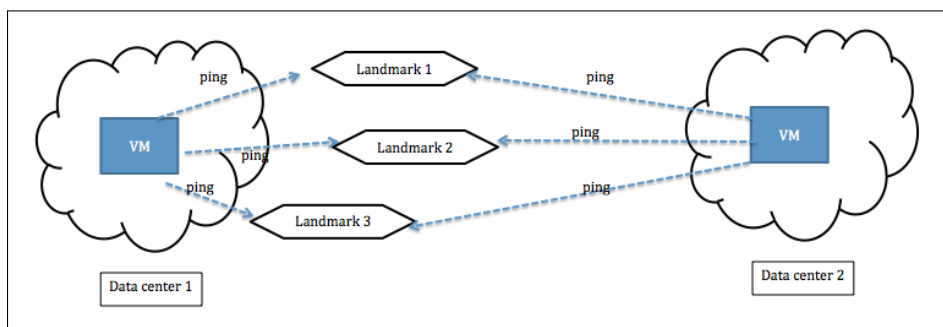 Landmark 1
ping
ping
VM
VM
ping
Landmark 2
ping
ping
ping
Landmark 3
Data center 1
Data center 2